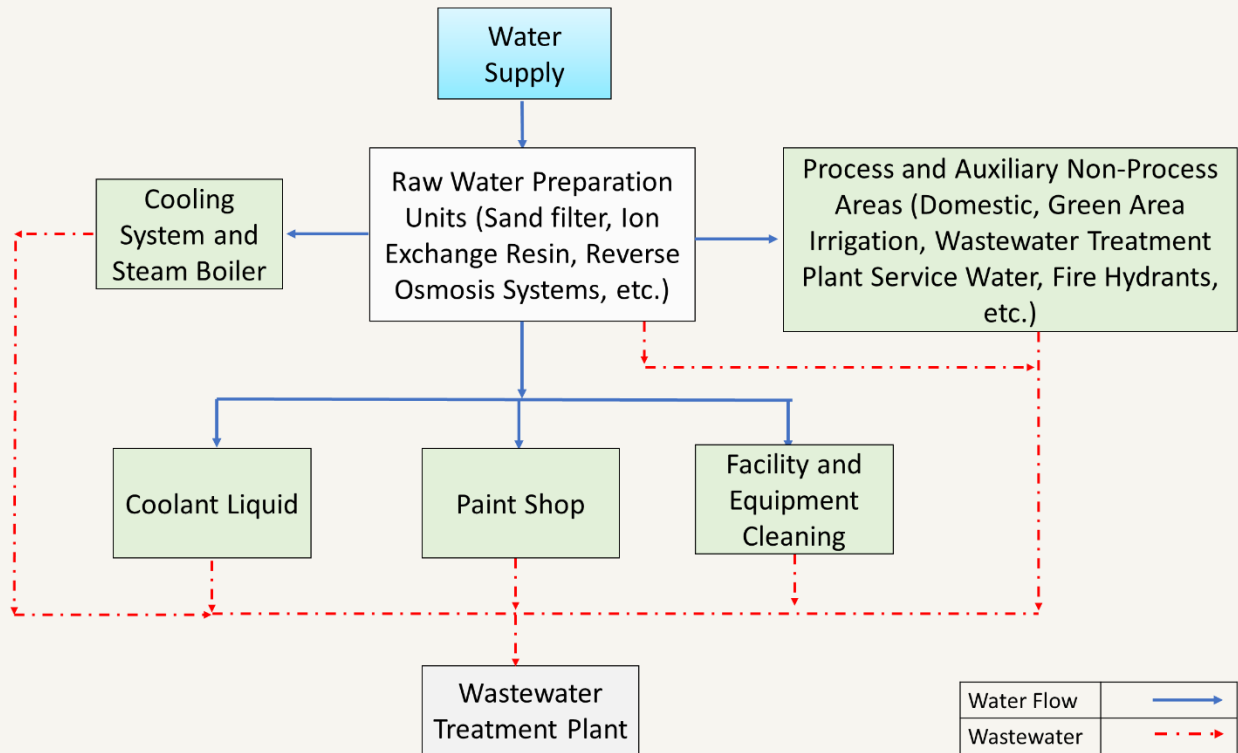 Water
Supply
Raw Water Preparation
Units (Sand filter, Ion
Exchange Resin, Reverse
Osmosis Systems, etc.)
Cooling
System and
Steam Boiler
Process and Auxiliary Non-Process
Areas (Domestic, Green Area
Irrigation, Wastewater Treatment
Plant Service Water, Fire Hydrants,
etc.)
Coolant Liquid
Paint Shop
Facility and
Equipment
Cleaning
Wastewater
Treatment Plant
Water Flow
Wastewater